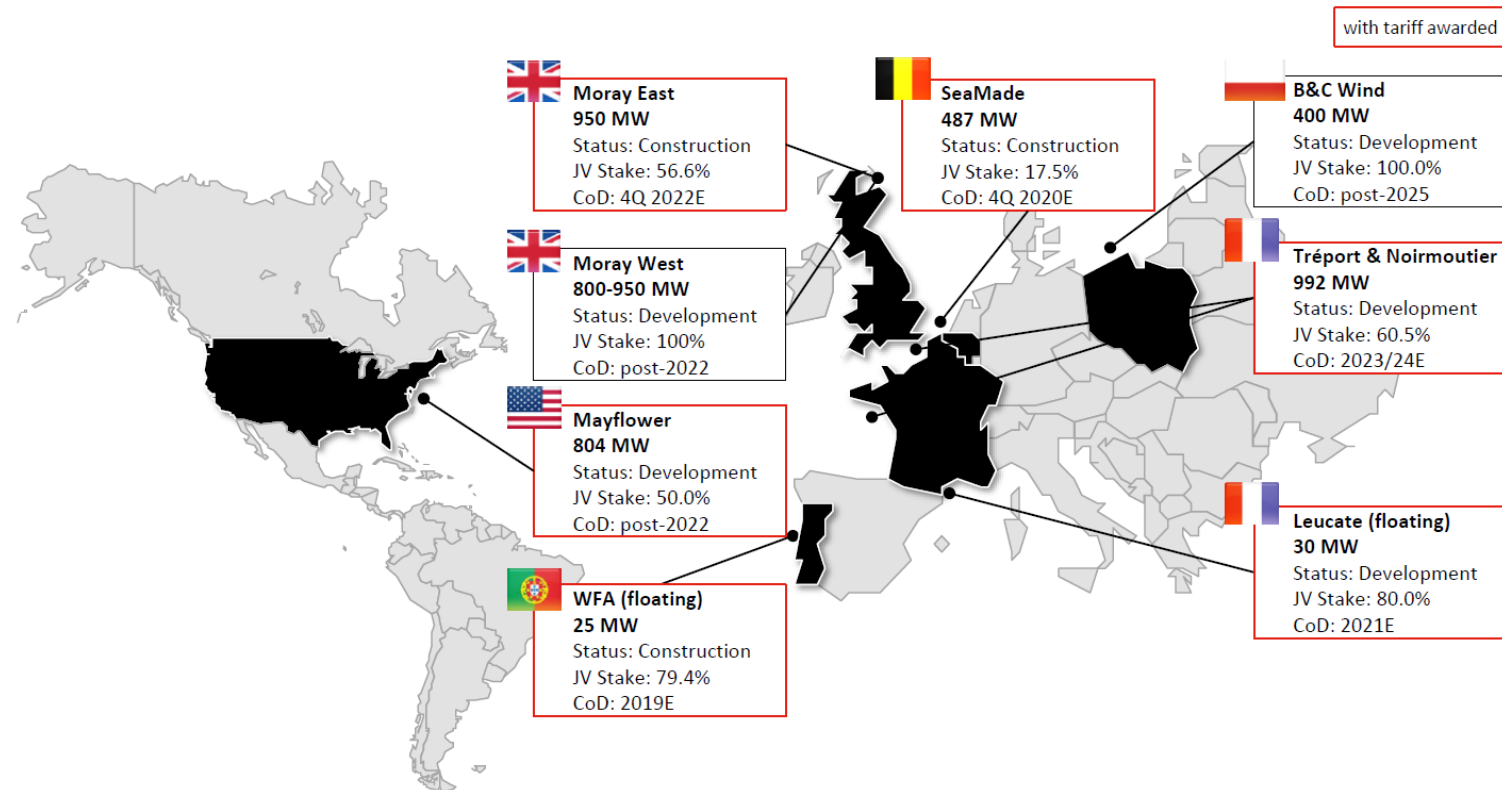 with tariff awarded
Moray East
950 MW
Status: Construction
JV Stake: 56.6%
CoD: 4Q 2022E
SeaMade
487 MW
Status: Construction
JV Stake: 17.5%
CoD: 4Q 2020E
B&C Wind
400 MW
Status: Development
JV Stake: 100.0%
CoD: post-2025
Moray West
800-950 MW
Status: Development
JV Stake: 100%
CoD: post-2022
Tréport & Noirmoutier
992 MW
Status: Development
JV Stake: 60.5%
CoD: 2023/24E
Mayflower
804 MW
Status: Development
JV Stake: 50.0%
CoD: post-2022
Leucate (floating)
30 MW
Status: Development
JV Stake: 80.0%
CoD: 2021E
WFA (floating)
25 MW
Status: Construction
JV Stake: 79.4%
CoD: 2019E